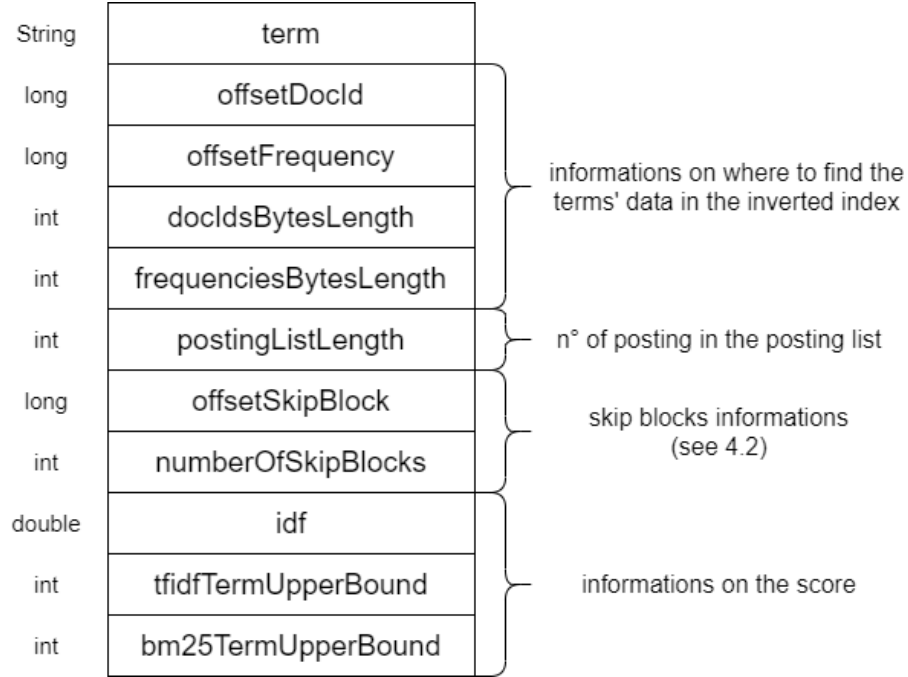 String term
long offsetDocId
long offsetFrequency
int docIdsBytesLength
int frequenciesBytesLength
informations on where to find the
terms' data in the inverted index
int postingListLength
n° of posting in the posting list
long offsetSkipBlock
int numberOfSkipBlocks
skip blocks informations
(see 4.2)
double idf
int tfidfTermUpperBound
int bm25TermUpperBound
informations on the score